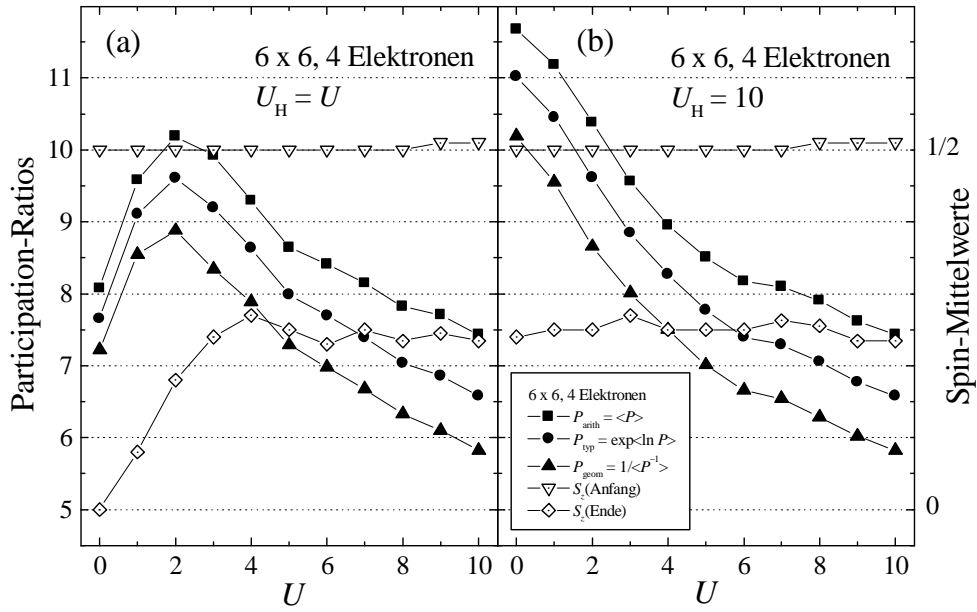 (a)
6 x 6, 4 Elektronen
U_H = U
(b)
6 x 6, 4 Elektronen
U_H = 10
Participation-Ratios
11
10
9
8
7
6
5
1/2
0
Spin-Mittelwerte
6 x 6, 4 Elektronen
P_arith = <P>
P_typ = exp<ln P>
P_geom = 1/<P^−1>
S_z(Anfang)
S_z(Ende)
0 2 4 6 8 10
0 2 4 6 8 10
U
U